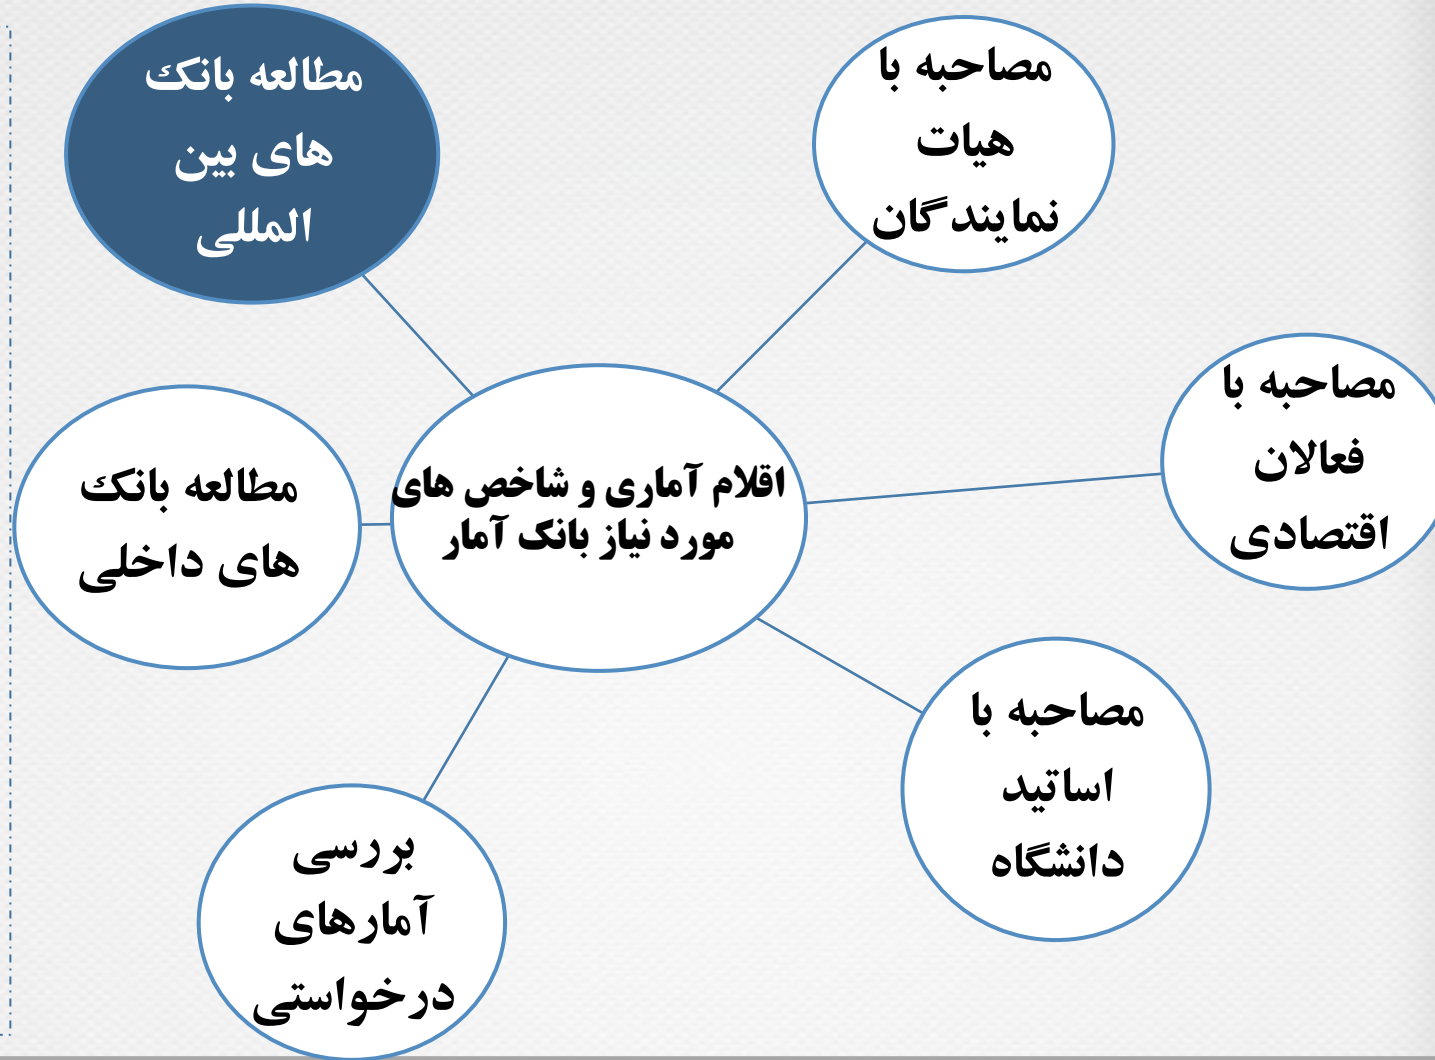 مطالعه بانک
های بین
المللی
مصاحبه با
هیات
نمایندگان
مصاحبه با
فعالان
اقتصادی
اقلام آماری و شاخص های
مورد نیاز بانک آمار
مطالعه بانک
های داخلی
مصاحبه با
اساتید
دانشگاه
بررسی
آمارهای
درخواستی